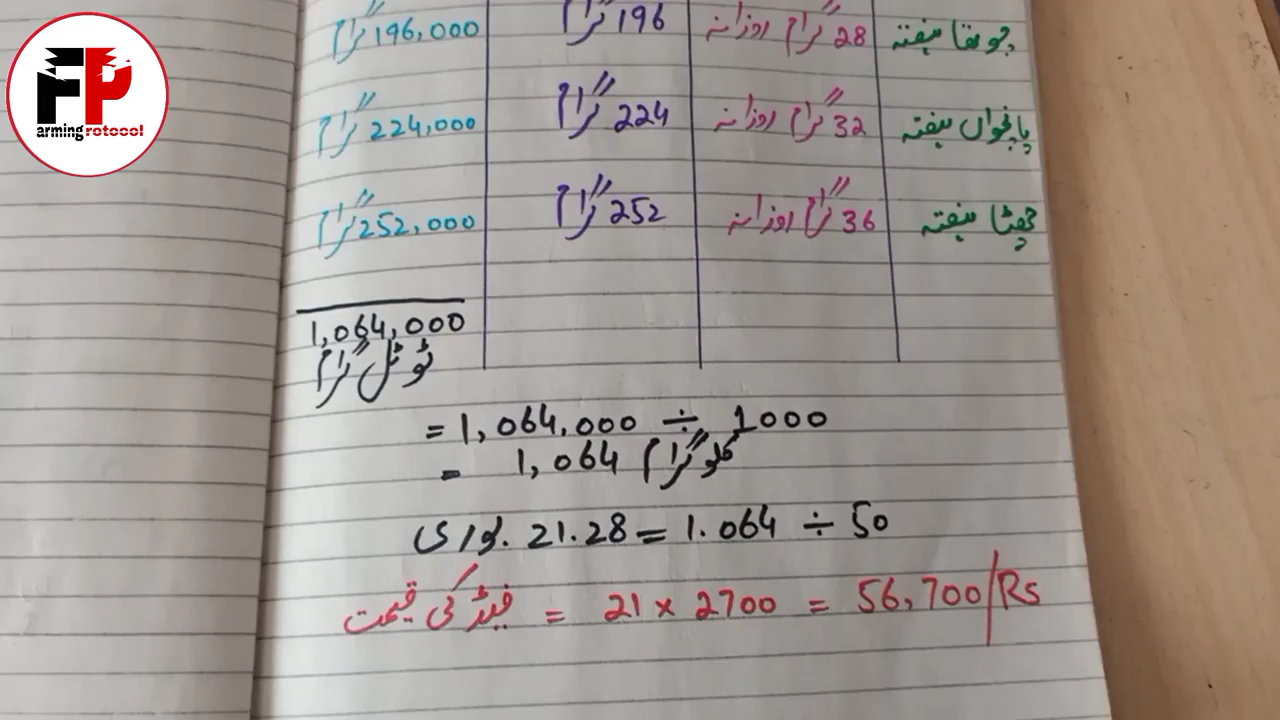 FP
arming rotocol
چوتھا ہفتہ 28 گرام روزانہ 196 گرام 196,000 گرام
پانچواں ہفتہ 32 گرام روزانہ 224 گرام 224,000 گرام
چھٹا ہفتہ 36 گرام روزانہ 252 گرام 252,000 گرام
1,064,000
ٹوٹل گرام
= 1,064,000 ÷ 1000
= 1,064 کلوگرام
بوری 21.28 = 1.064 ÷ 50
فیڈ کی قیمت = 21 × 2700 = 56,700/Rs